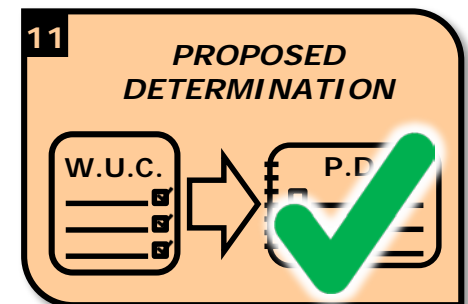 11
PROPOSED
DETERMINATION
W.U.C.
P.D